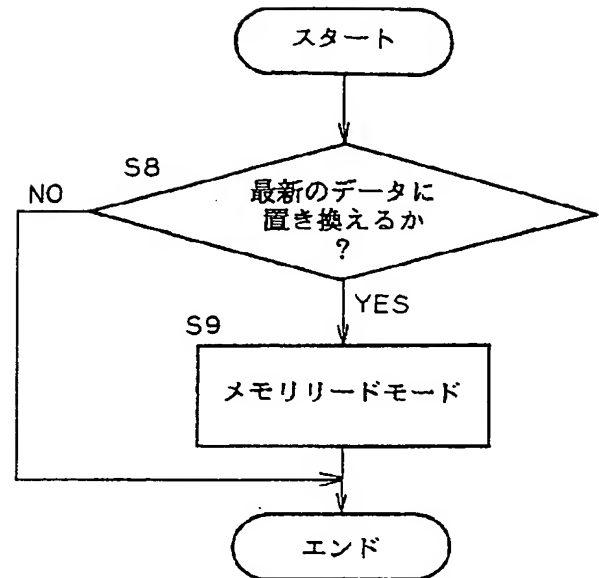 スタート
S8
NO
最新のデータに
置き換えるか
?
YES
S9
メモリリードモード
エンド